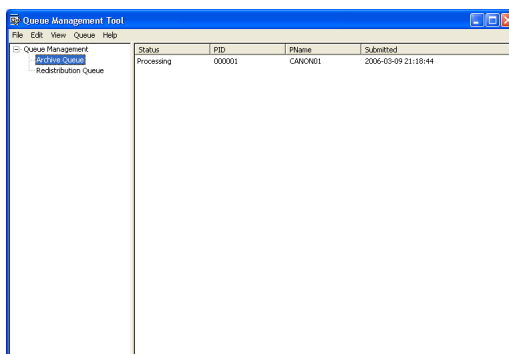 Queue Management Tool
File Edit View Queue Help
Queue Management
Archive Queue
Redistribution Queue
Status PID PName Submitted
Processing 000001 CANON01 2006-03-09 21:18:44